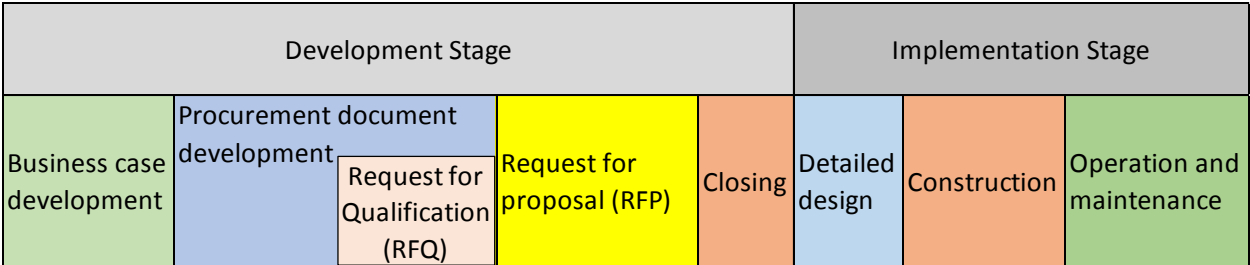 Development Stage
Implementation Stage
Business case
development
Procurement document
development
Request for
Qualification
(RFQ)
Request for
proposal (RFP)
Closing
Detailed
design
Construction
Operation and
maintenance